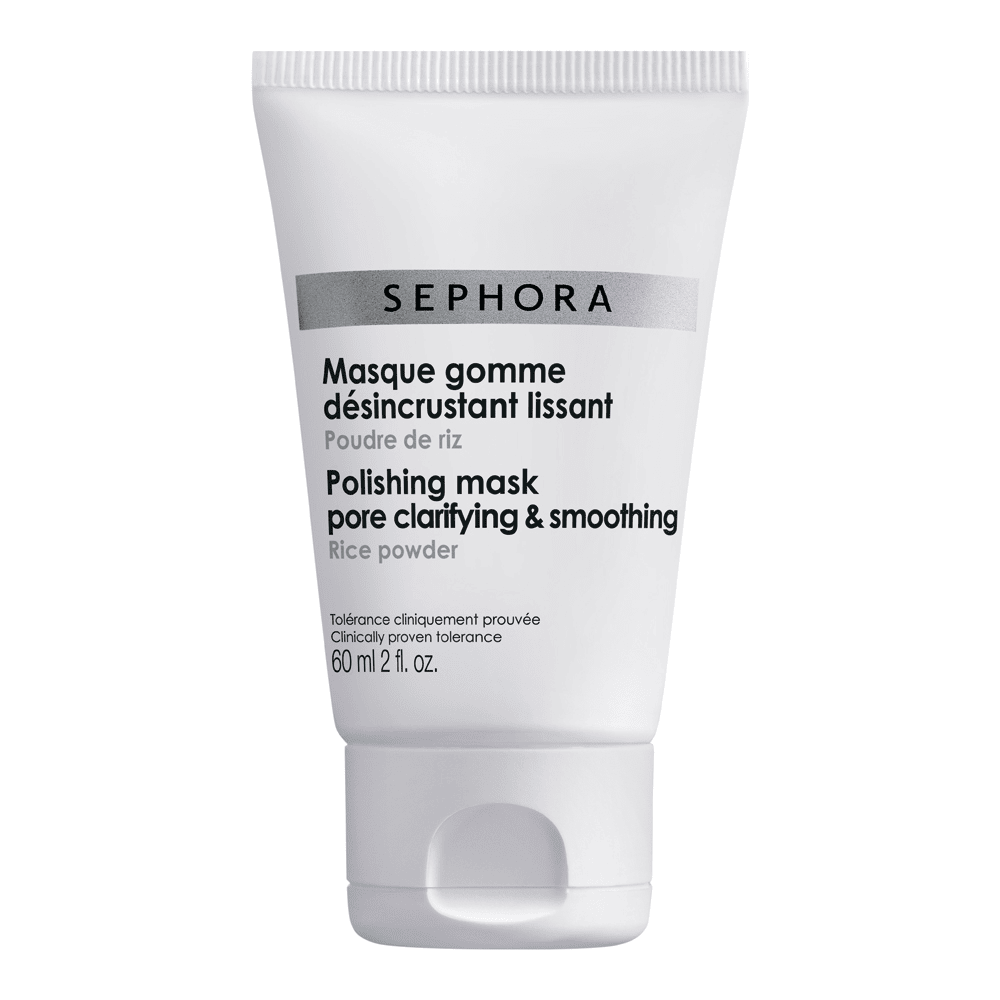 SEPHORA
Masque gomme
désincrustant lissant
Poudre de riz
Polishing mask
pore clarifying & smoothing
Rice powder
Tolérance cliniquement prouvée
Clinically proven tolerance
60 ml 2 fl. oz.